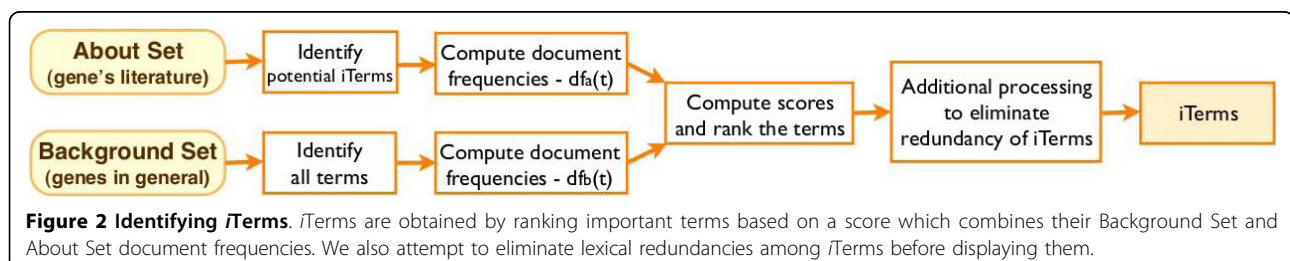 About Set
(gene's literature)
Identify
potential iTerms
Compute document
frequencies - dfa(t)
Background Set
(genes in general)
Identify
all terms
Compute document
frequencies - dfb(t)
Compute scores
and rank the terms
Additional processing
to eliminate
redundancy of iTerms
iTerms
Figure 2 Identifying iTerms. iTerms are obtained by ranking important terms based on a score which combines their Background Set and
About Set document frequencies. We also attempt to eliminate lexical redundancies among iTerms before displaying them.